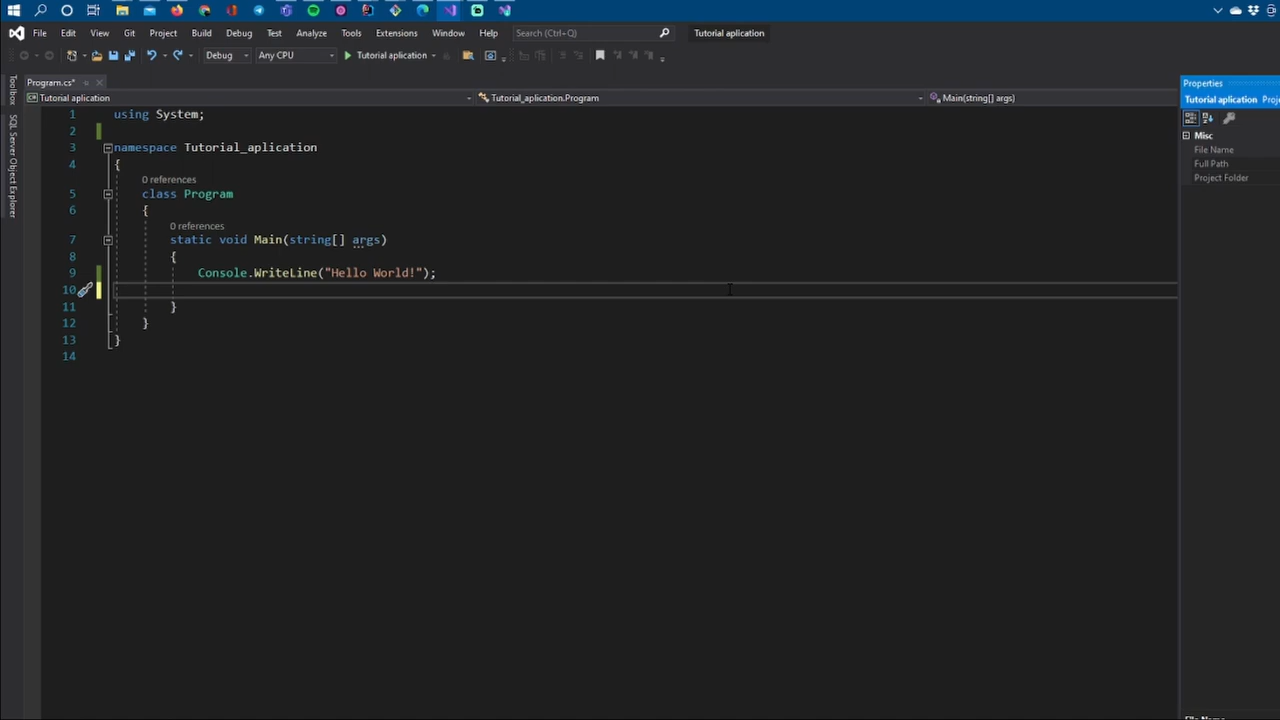 File Edit View Git Project Build Debug Test Analyze Tools Extensions Window Help Search (Ctrl+Q) Tutorial aplication
Debug Any CPU Tutorial aplication
Program.cs*
Properties
Toolbox
SQL Server Object Explorer
Tutorial aplication Tutorial_aplication.Program Main(string[] args)
Tutorial aplication
Misc
File Name
Full Path
Project Folder
1 using System;
2
3 namespace Tutorial_aplication
4 {
0 references
5 class Program
6 {
0 references
7 static void Main(string[] args)
8 {
9 Console.WriteLine("Hello World!");
10
11 }
12 }
13 }
14